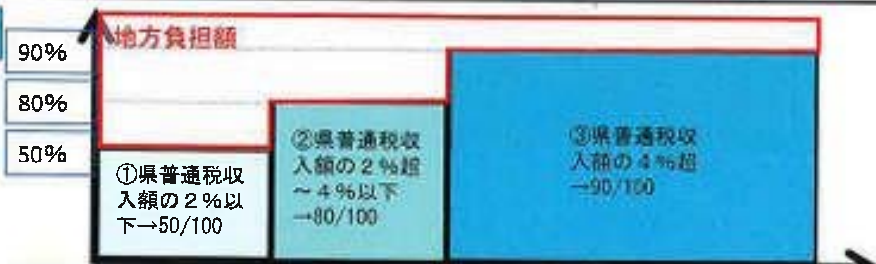 地方負担額
90%
80%
50%
①県普通税収
入額の2%以
下→50/100
②県普通税収
入額の2%超
～4%以下
→80/100
③県普通税収
入額の4%超
→90/100